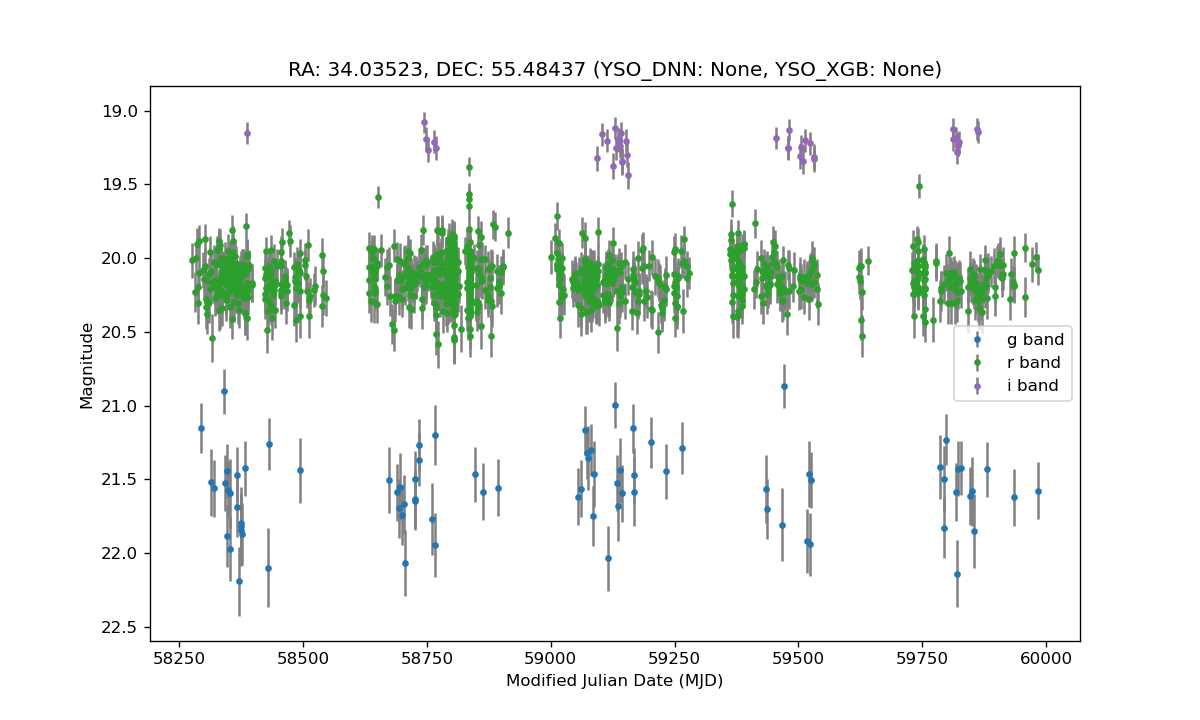 RA: 34.03523, DEC: 55.48437 (YSO_DNN: None, YSO_XGB: None)
Magnitude
19.0
19.5
20.0
20.5
21.0
21.5
22.0
22.5
g band
r band
i band
58250 58500 58750 59000 59250 59500 59750 60000
Modified Julian Date (MJD)